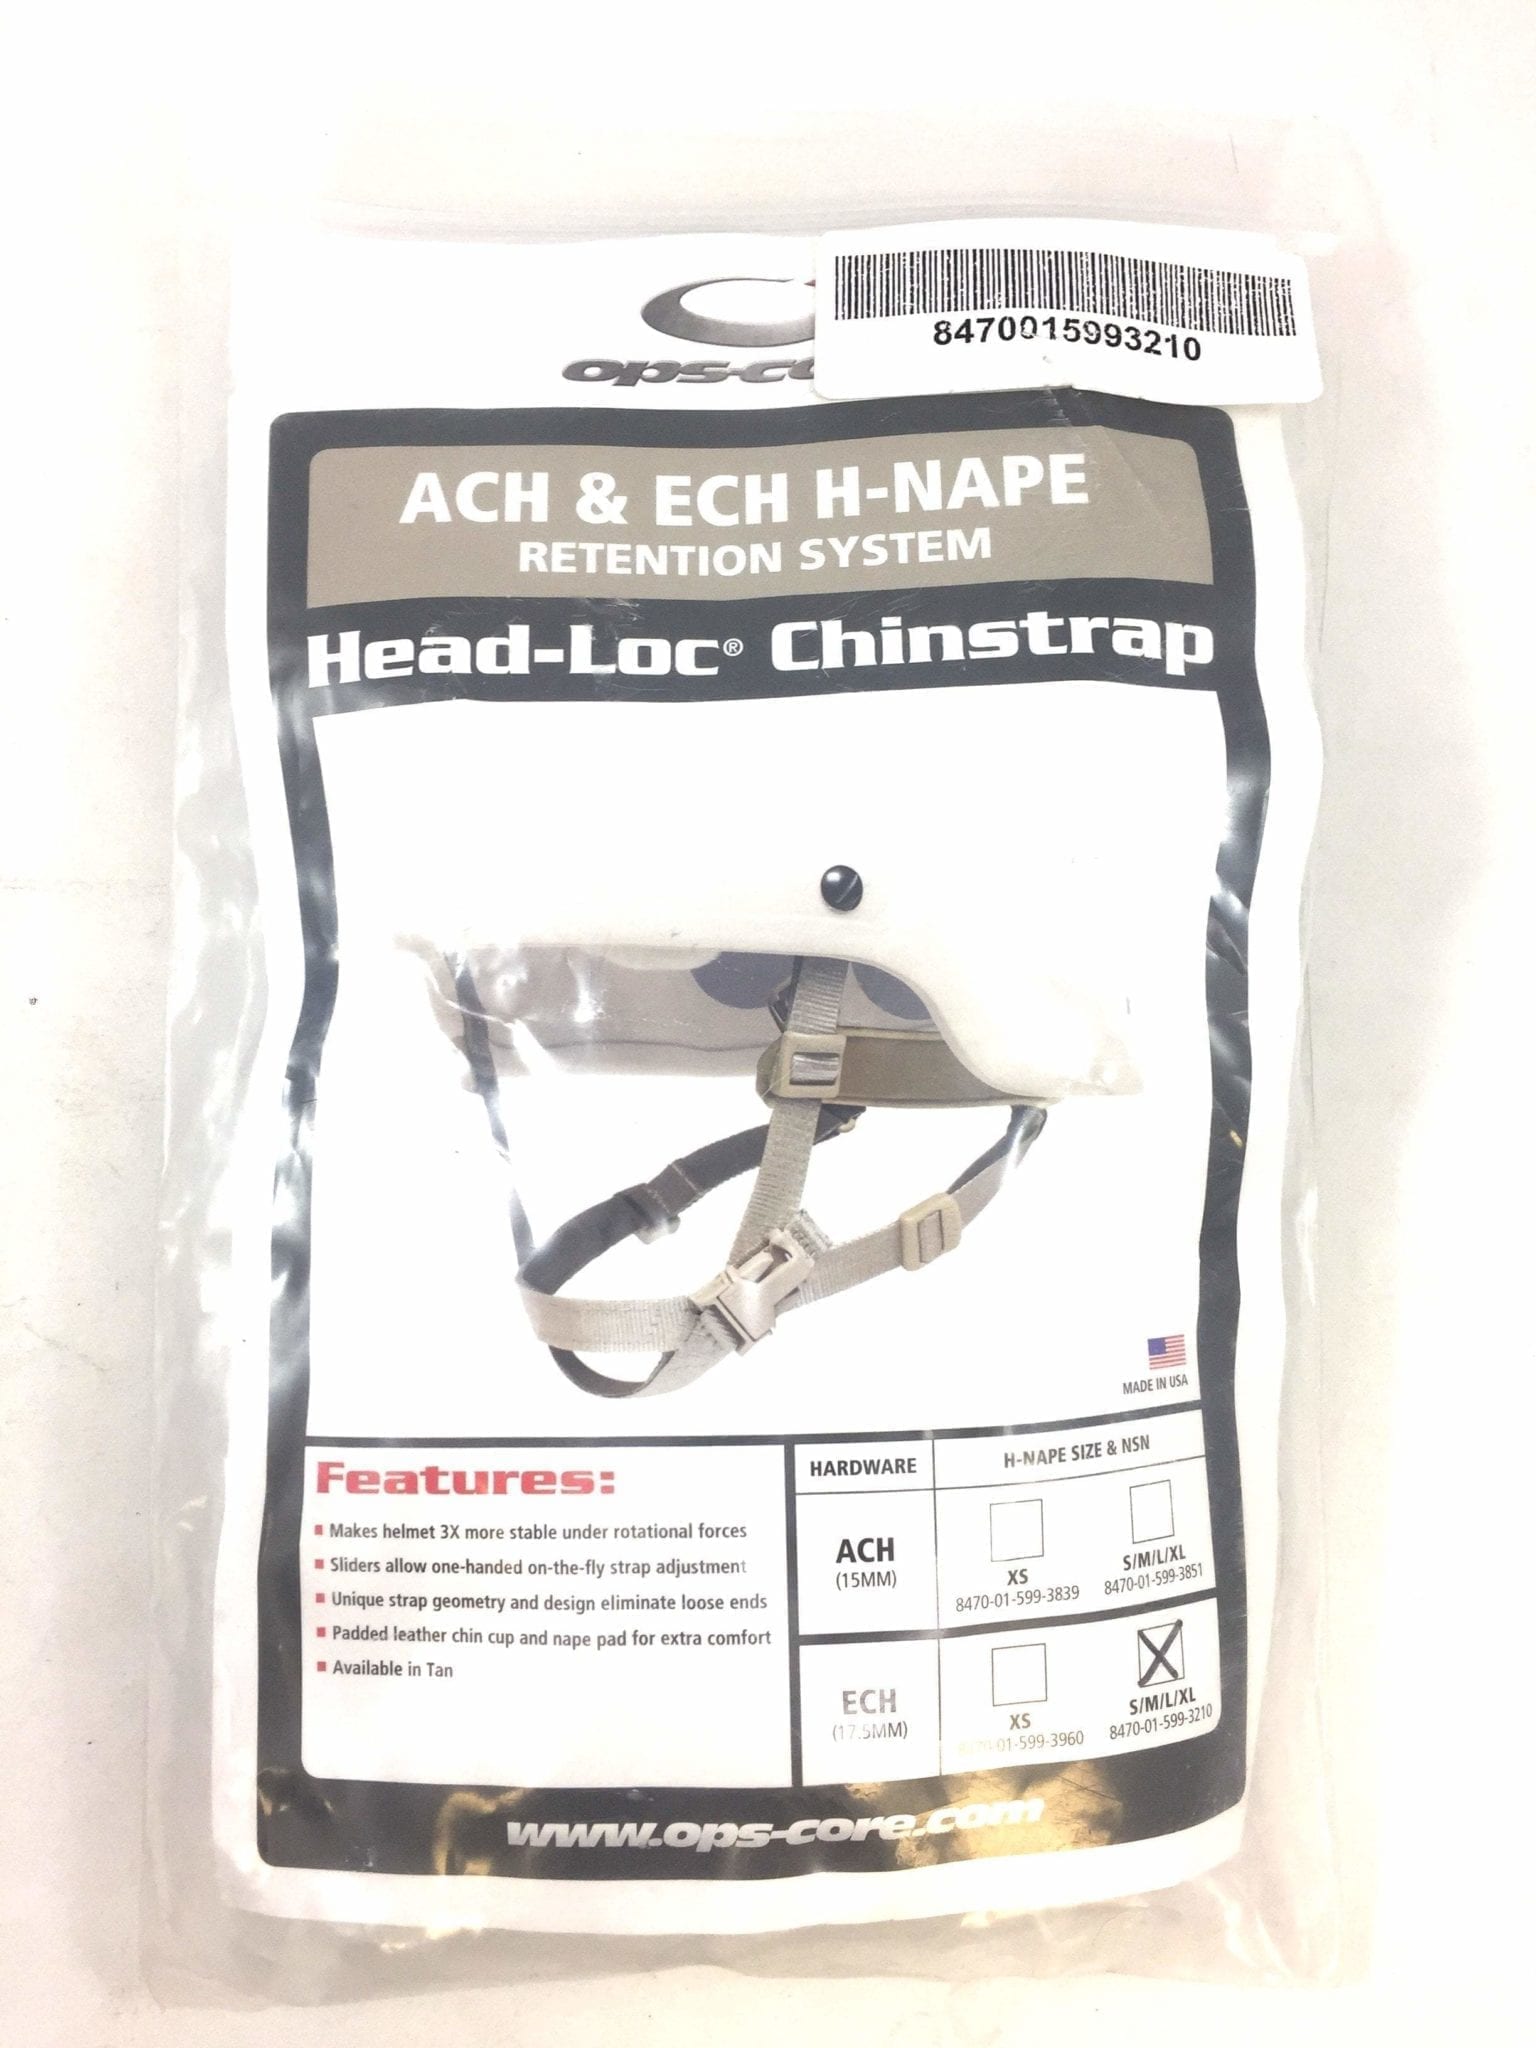 8470015993210
ops-co
ACH & ECH H-NAPE
RETENTION SYSTEM
Head-Loc® Chinstrap
MADE IN USA
Features:
Makes helmet 3X more stable under rotational forces
Sliders allow one-handed on-the-fly strap adjustment
Unique strap geometry and design eliminate loose ends
Padded leather chin cup and nape pad for extra comfort
Available in Tan
HARDWARE H-NAPE SIZE & NSN
ACH
(15MM)
XS
8470-01-599-3839
S/M/L/XL
8470-01-599-3851
ECH
(17.5MM)
XS
8470-01-599-3960
S/M/L/XL
8470-01-599-3210
www.ops-core.com